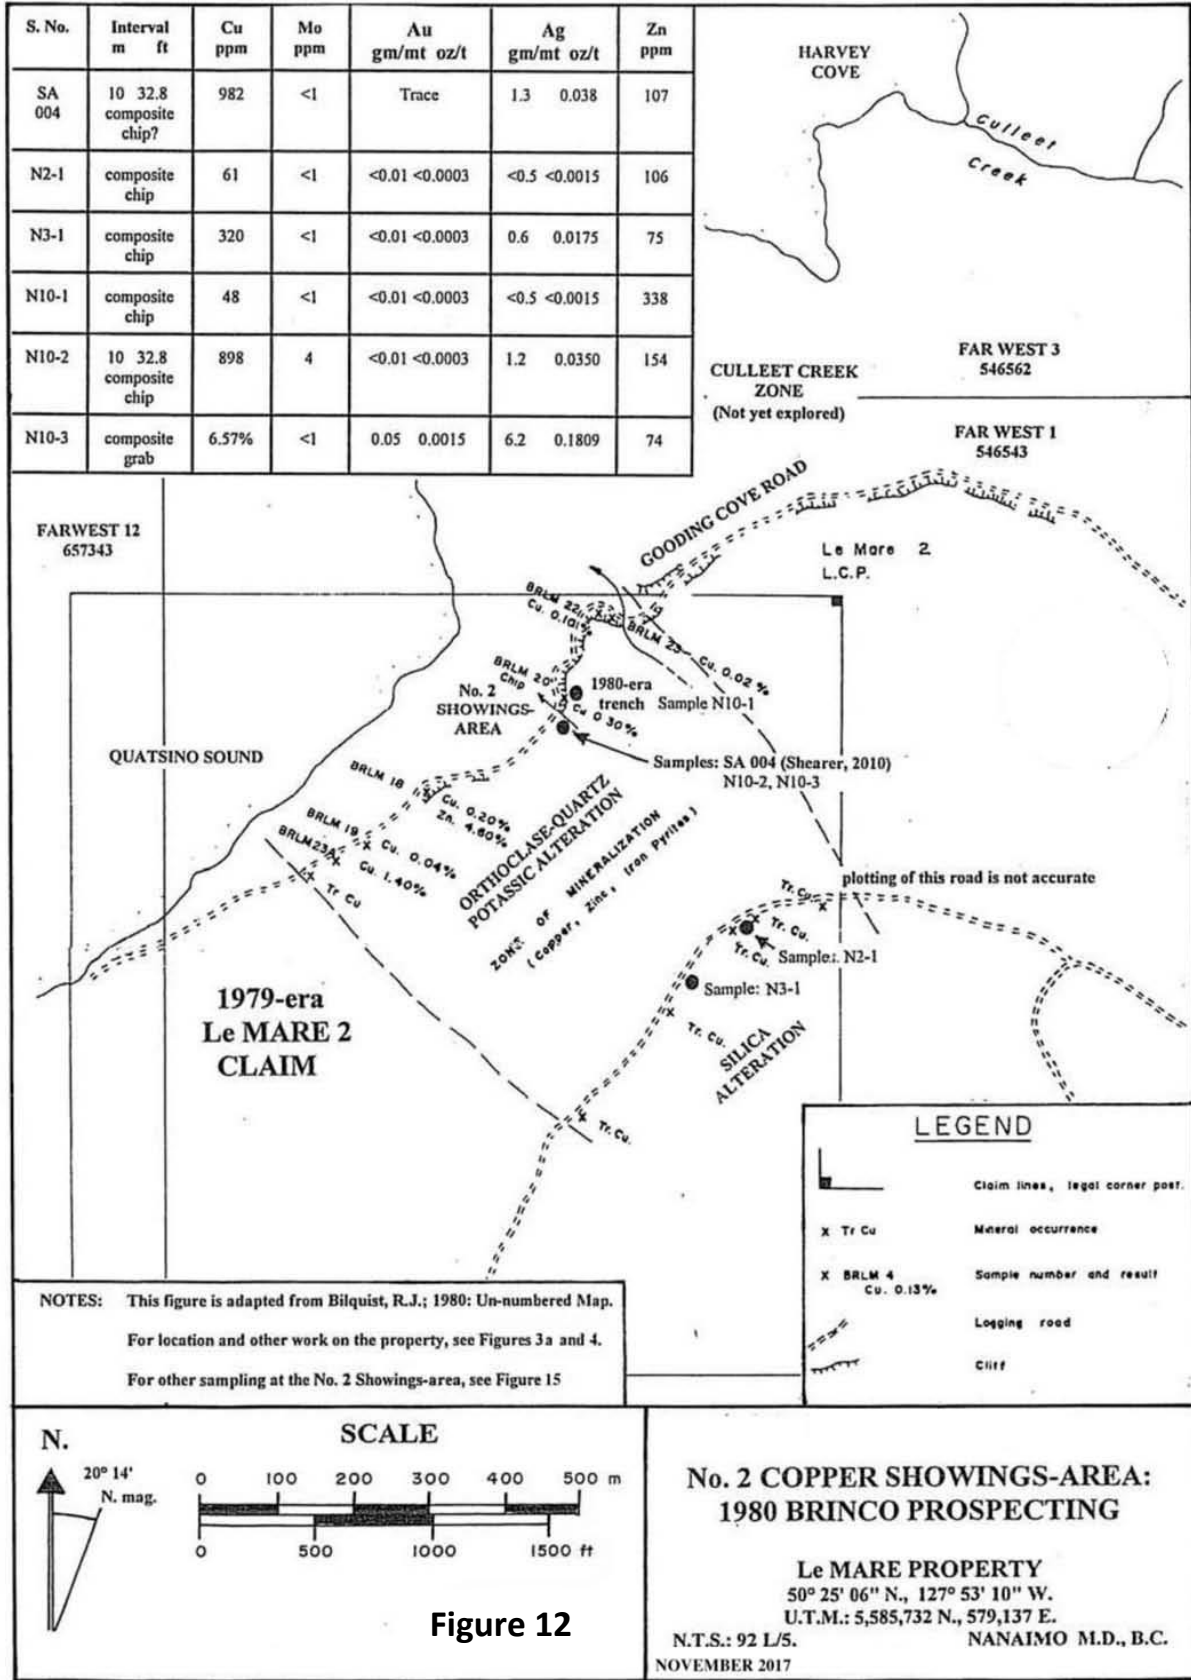 S. No. Interval Cu Mo Au Ag Zn
m ft ppm ppm gm/mt oz/t gm/mt oz/t ppm
SA 10 32.8 982 <1 Trace 1.3 0.038 107
004 composite
chip?
N2-1 composite 61 <1 <0.01 <0.0003 <0.5 <0.0015 106
chip
N3-1 composite 320 <1 <0.01 <0.0003 0.6 0.0175 75
chip
N10-1 composite 48 <1 <0.01 <0.0003 <0.5 <0.0015 338
chip
N10-2 10 32.8 898 4 <0.01 <0.0003 1.2 0.0350 154
composite
chip
N10-3 composite 6.57% <1 0.05 0.0015 6.2 0.1809 74
grab
HARVEY
COVE
Culleet
Creek
FAR WEST 3
546562
CULLEET CREEK
ZONE
(Not yet explored)
FAR WEST 1
546543
GOODING COVE ROAD
FARWEST 12
657343
Le Mare 2
L.C.P.
BRLM 22
Cu. 0.101%
BRLM 23
Cu. 0.02 %
BRLM 20
Chip
Cu 0.30%
1980-era
trench Sample N10-1
No. 2
SHOWINGS-
AREA
QUATSINO SOUND
Samples: SA 004 (Shearer, 2010)
N10-2, N10-3
BRLM 18
Cu. 0.20%
Zn. 4.60%
BRLM 19
Cu. 0.04%
BRLM23A
Cu. 1.40%
Tr Cu
ORTHOCLASE-QUARTZ
POTASSIC ALTERATION
ZONE OF MINERALIZATION
(Copper, Zinc, Iron Pyrites)
plotting of this road is not accurate
Tr. Cu.
Tr. Cu.
Tr. Cu.
Sample: N2-1
Sample: N3-1
Tr. Cu.
SILICA
ALTERATION
1979-era
Le MARE 2
CLAIM
Tr. Cu.
LEGEND
Claim lines, legal corner post.
x Tr Cu Mineral occurrence
x BRLM 4 Sample number and result
Cu. 0.13%
Logging road
Cliff
NOTES: This figure is adapted from Bilquist, R.J.; 1980: Un-numbered Map.
For location and other work on the property, see Figures 3a and 4.
For other sampling at the No. 2 Showings-area, see Figure 15
N.
20° 14'
N. mag.
SCALE
0 100 200 300 400 500 m
0 500 1000 1500 ft
Figure 12
No. 2 COPPER SHOWINGS-AREA:
1980 BRINCO PROSPECTING
Le MARE PROPERTY
50° 25' 06" N., 127° 53' 10" W.
U.T.M.: 5,585,732 N., 579,137 E.
N.T.S.: 92 L/5. NANAIMO M.D., B.C.
NOVEMBER 2017